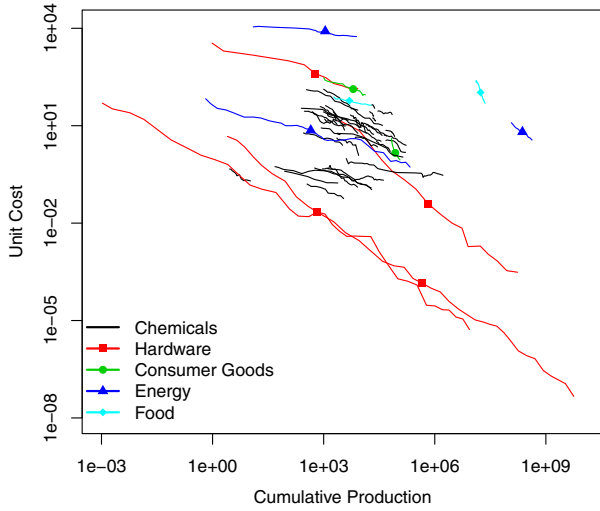 1e+04
1e+01
1e-02
1e-05
1e-08
Unit Cost
Chemicals
Hardware
Consumer Goods
Energy
Food
1e-03 1e+00 1e+03 1e+06 1e+09
Cumulative Production